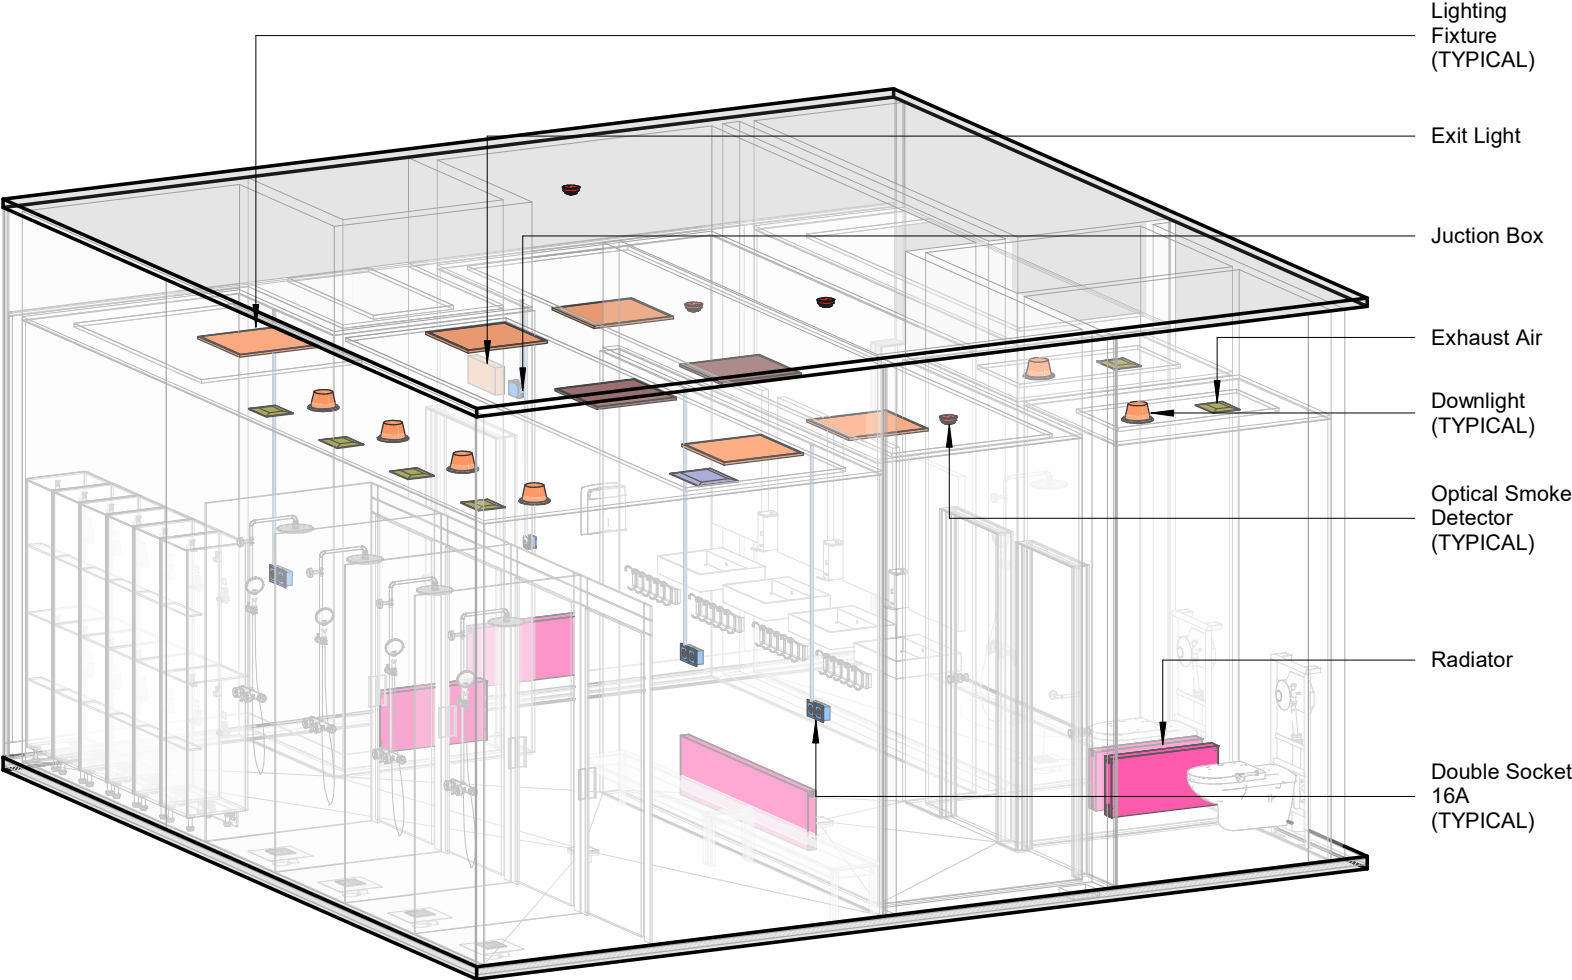 Lighting
Fixture
(TYPICAL)
Exit Light
Juction Box
Exhaust Air
Downlight
(TYPICAL)
Optical Smoke
Detector
(TYPICAL)
Radiator
Double Socket
16A
(TYPICAL)